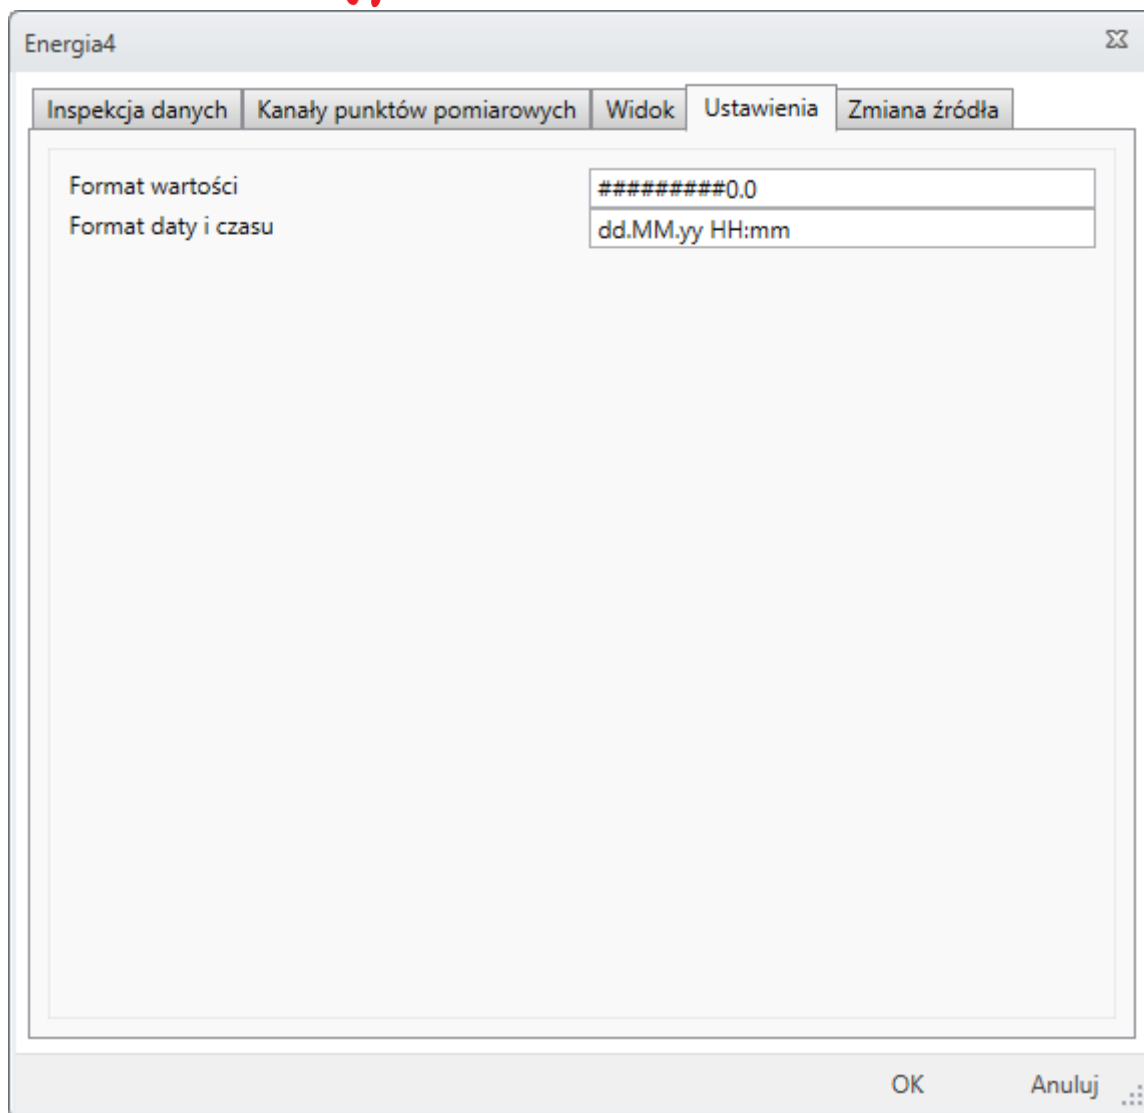 Energia4
Inspekcja danych Kanały punktów pomiarowych Widok Ustawienia Zmiana źródła
Format wartości #########0.0
Format daty i czasu dd.MM.yy HH:mm
OK Anuluj